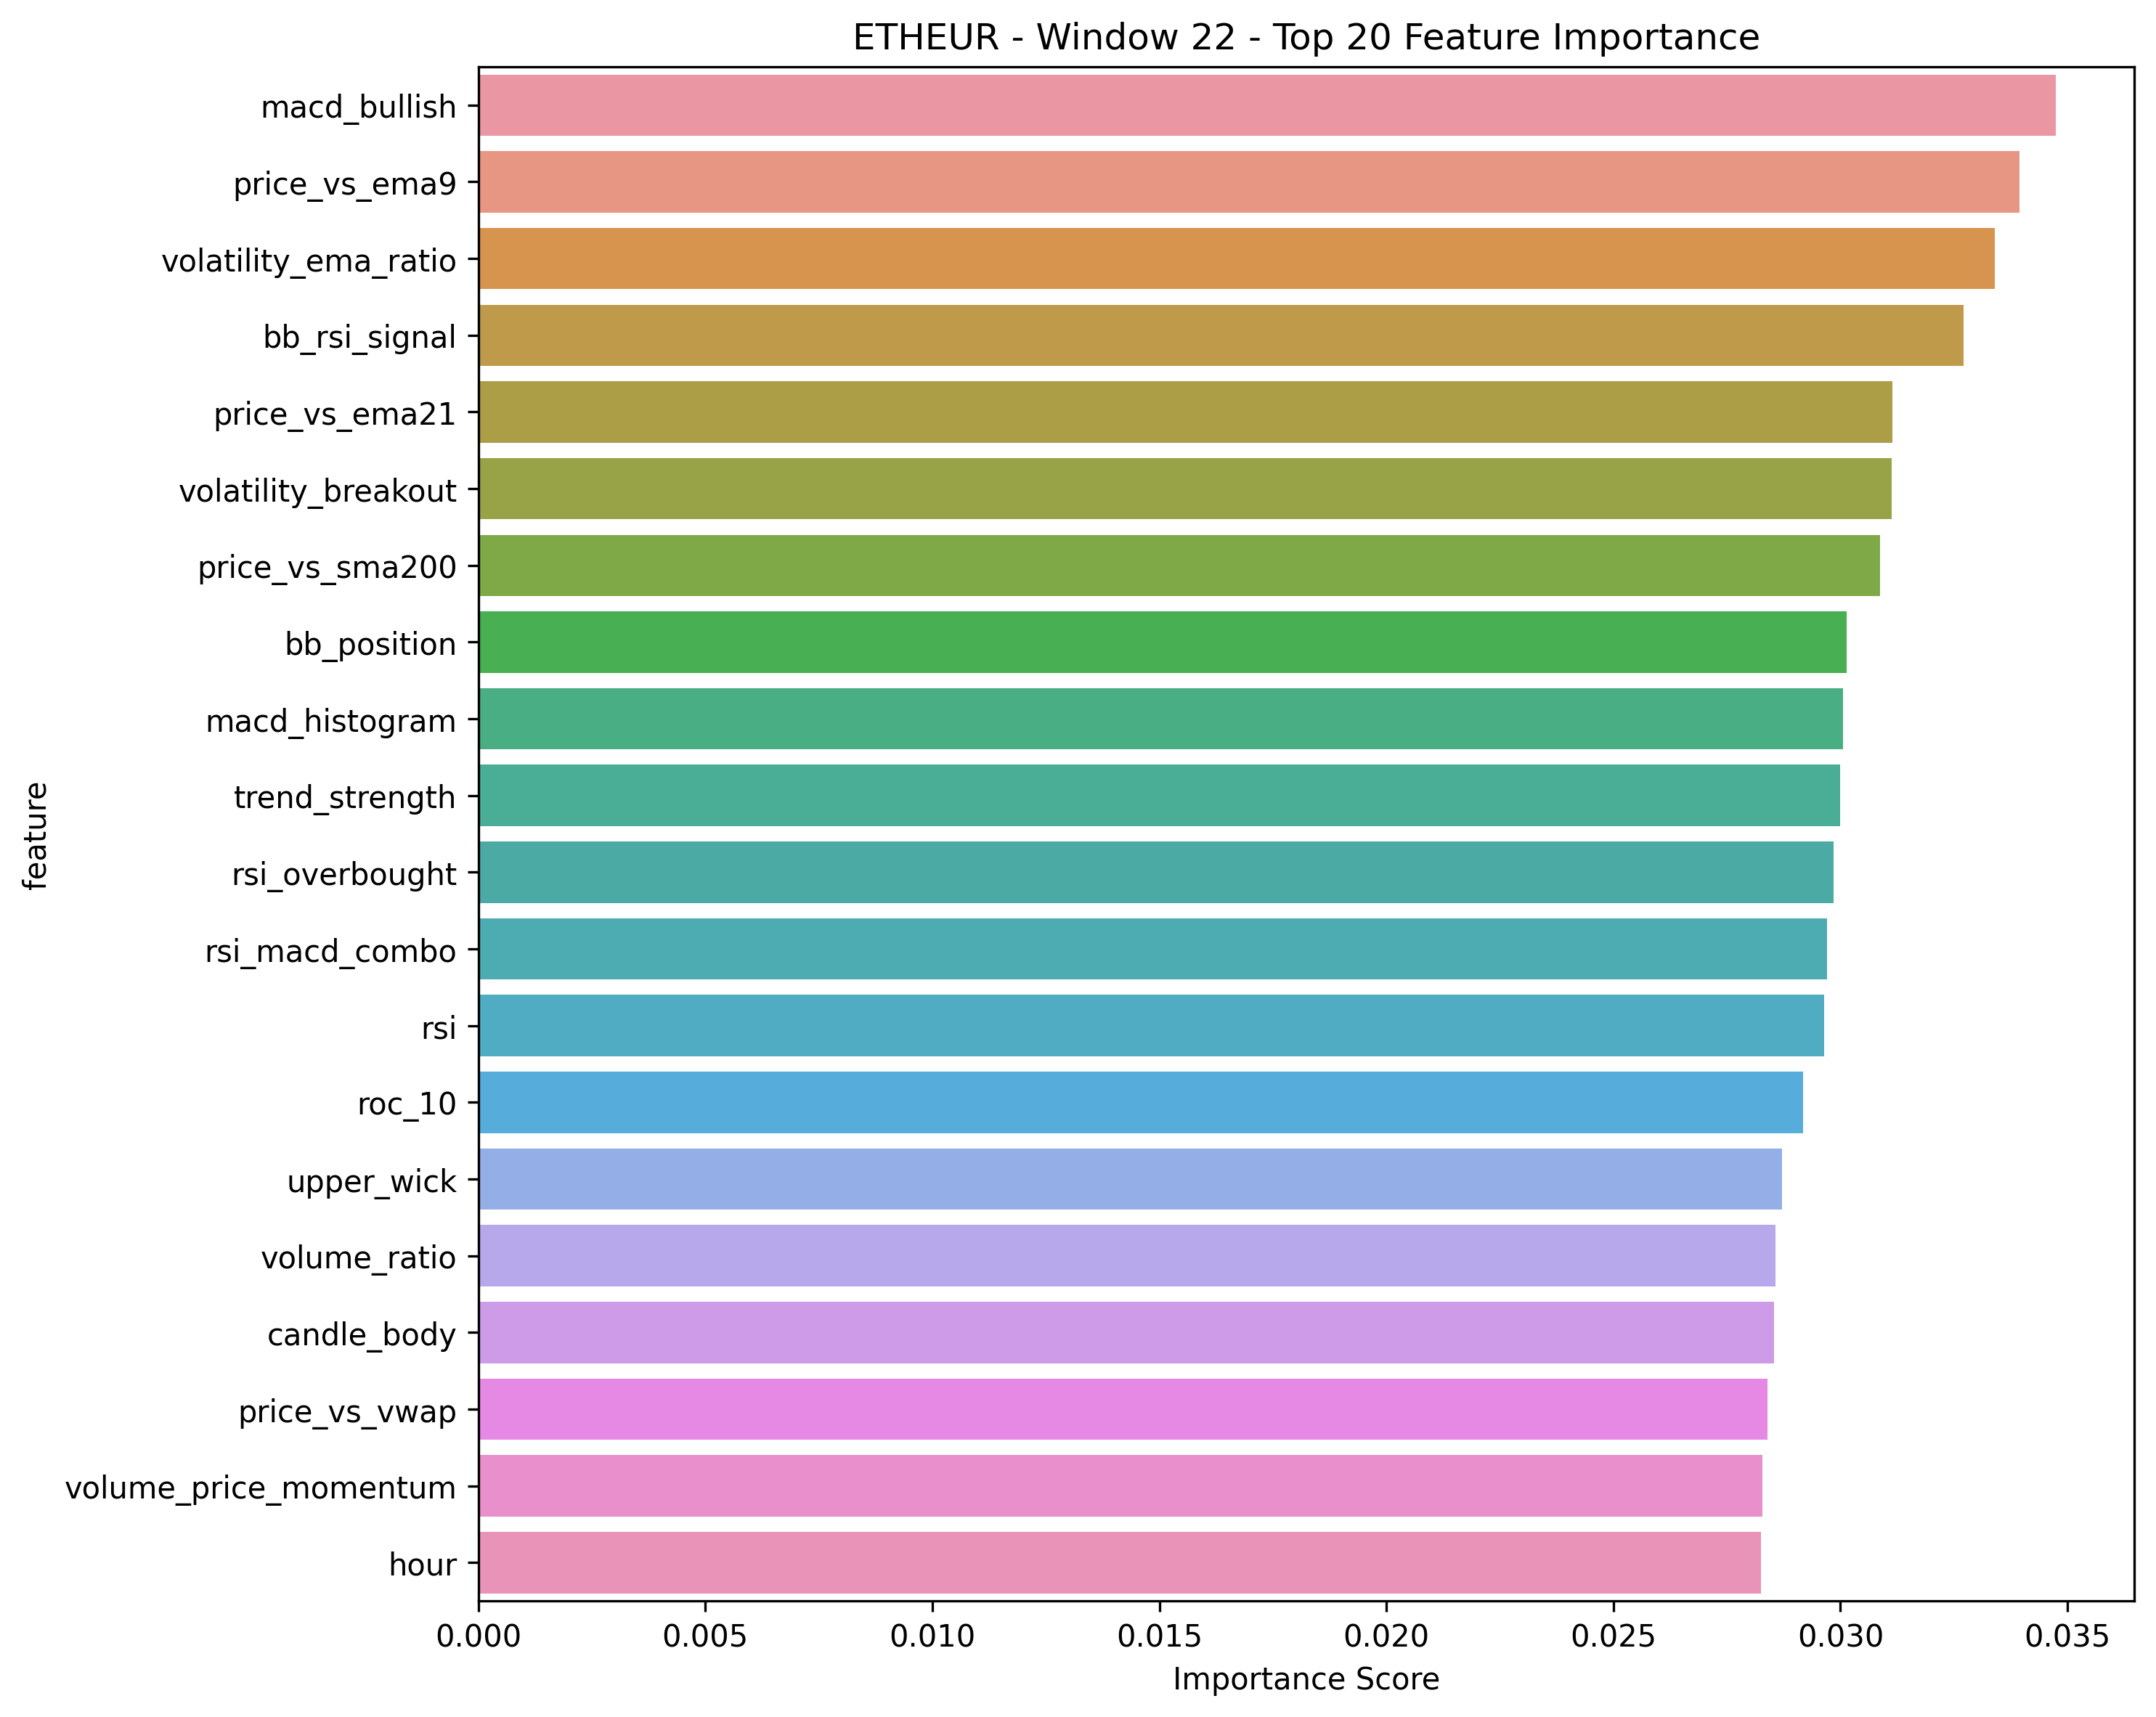 ETHEUR - Window 22 - Top 20 Feature Importance
macd_bullish
price_vs_ema9
volatility_ema_ratio
bb_rsi_signal
price_vs_ema21
volatility_breakout
price_vs_sma200
bb_position
macd_histogram
trend_strength
rsi_overbought
rsi_macd_combo
rsi
roc_10
upper_wick
volume_ratio
candle_body
price_vs_vwap
volume_price_momentum
hour
feature
0.000 0.005 0.010 0.015 0.020 0.025 0.030 0.035
Importance Score